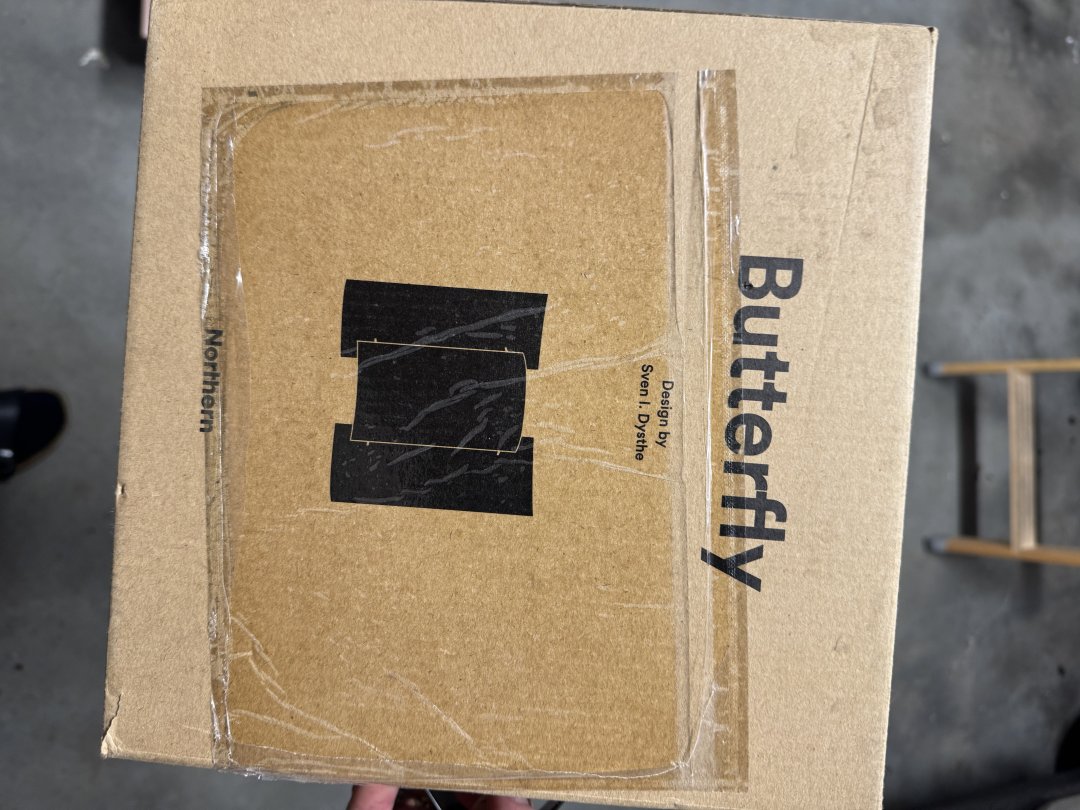 Butterfly
Design by
Sven I. Dysthe
Northern